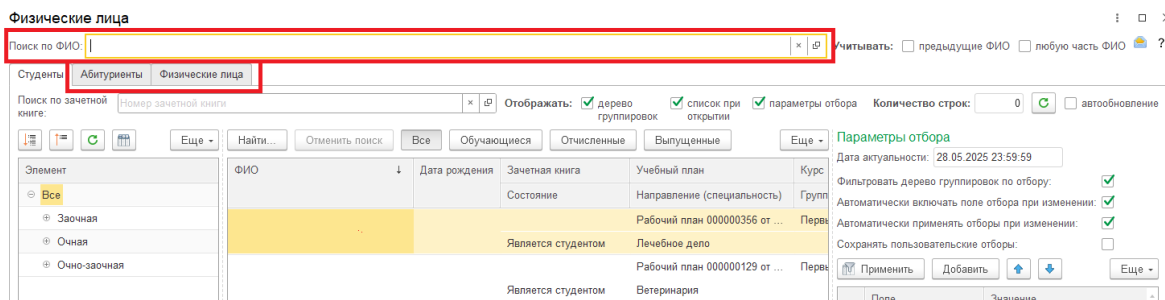 Физические лица
Поиск по ФИО:
Учитывать: предыдущие ФИО любую часть ФИО ?
Студенты Абитуриенты Физические лица
Поиск по зачетной книге: Номер зачетной книги Отображать: дерево группировок список при открытии параметры отбора Количество строк: 0 автообновление
Еще Найти... Отменить поиск Все Обучающиеся Отчисленные Выпущенные Еще
Параметры отбора
Дата актуальности: 28.05.2025 23:59:59
Элемент ФИО Дата рождения Зачетная книга Учебный план Курс
Состояние Направление (специальность) Групп
Фильтровать дерево группировок по отбору:
Все
Автоматически включать поле отбора при изменении:
Заочная Рабочий план 000000356 от ... Первы
Автоматически применять отборы при изменении:
Очная Является студентом Лечебное дело
Сохранять пользовательские отборы:
Очно-заочная Рабочий план 000000129 от ... Первы
Применить Добавить Еще
Является студентом Ветеринария
Поле Значение